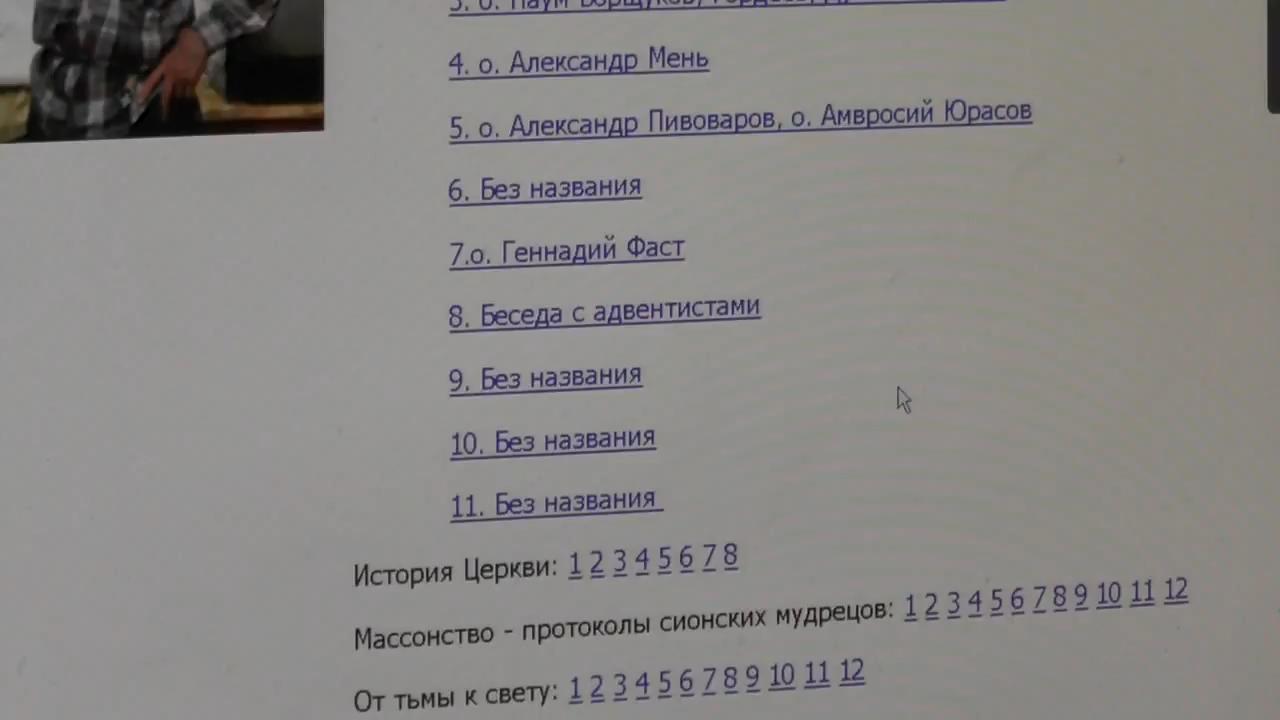 4. о. Александр Мень
5. о. Александр Пивоваров, о. Амвросий Юрасов
6. Без названия
7.о. Геннадий Фаст
8. Беседа с адвентистами
9. Без названия
10. Без названия
11. Без названия
История Церкви: 1 2 3 4 5 6 7 8
Массонство - протоколы сионских мудрецов: 1 2 3 4 5 6 7 8 9 10 11 12
От тьмы к свету: 1 2 3 4 5 6 7 8 9 10 11 12